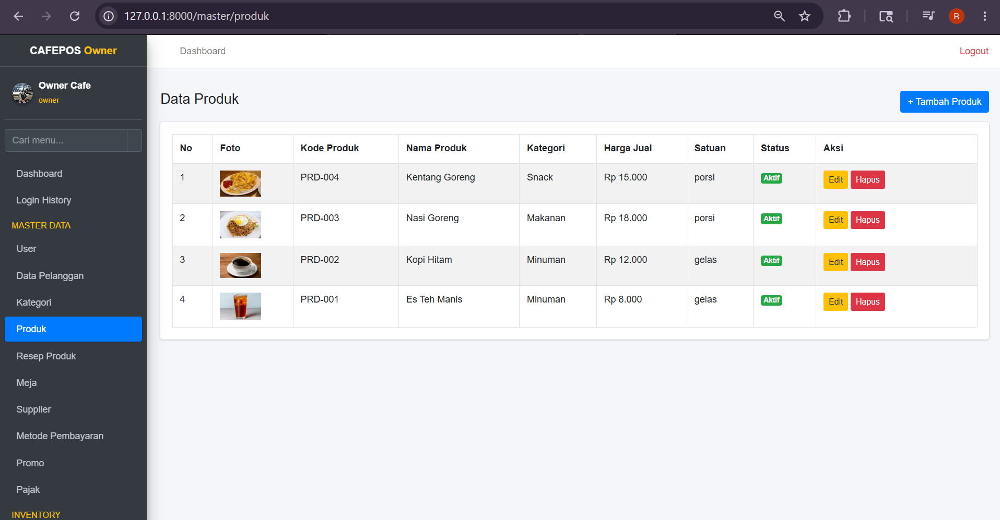 127.0.0.1:8000/master/produk
R
CAFEPOS Owner
Dashboard
Logout
Owner Cafe
owner
Cari menu...
Dashboard
Login History
MASTER DATA
User
Data Pelanggan
Kategori
Produk
Resep Produk
Meja
Supplier
Metode Pembayaran
Promo
Pajak
INVENTORY
Data Produk
+ Tambah Produk
No Foto Kode Produk Nama Produk Kategori Harga Jual Satuan Status Aksi
1 PRD-004 Kentang Goreng Snack Rp 15.000 porsi Aktif Edit Hapus
2 PRD-003 Nasi Goreng Makanan Rp 18.000 porsi Aktif Edit Hapus
3 PRD-002 Kopi Hitam Minuman Rp 12.000 gelas Aktif Edit Hapus
4 PRD-001 Es Teh Manis Minuman Rp 8.000 gelas Aktif Edit Hapus